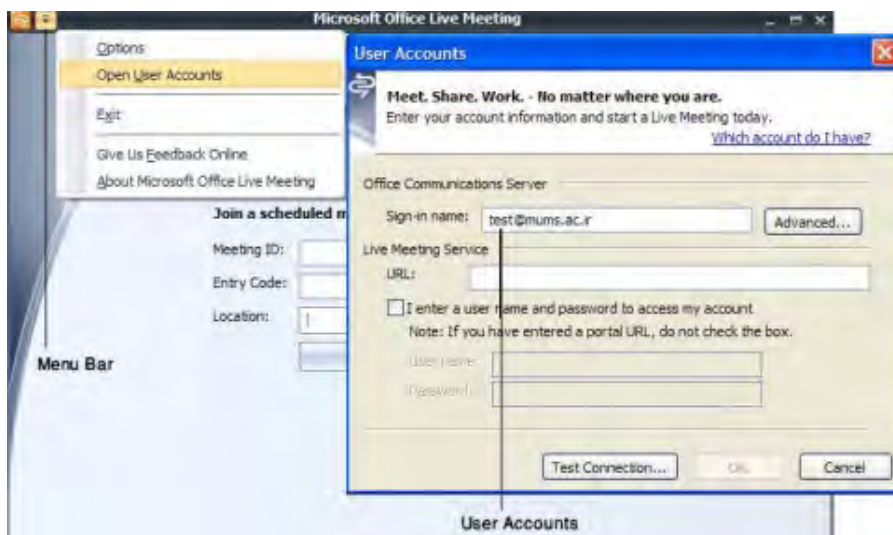 Microsoft Office Live Meeting
Options
Open User Accounts
Exit
Give Us Feedback Online
About Microsoft Office Live Meeting
Join a scheduled m
Meeting ID:
Entry Code:
Location:
Menu Bar
User Accounts
Meet. Share. Work. - No matter where you are.
Enter your account information and start a Live Meeting today.
Which account do I have?
Office Communications Server
Sign-in name: test@mums.ac.ir Advanced...
Live Meeting Service
URL:
I enter a user name and password to access my account
Note: If you have entered a portal URL, do not check the box.
User name:
Password:
Test Connection... OK Cancel
User Accounts